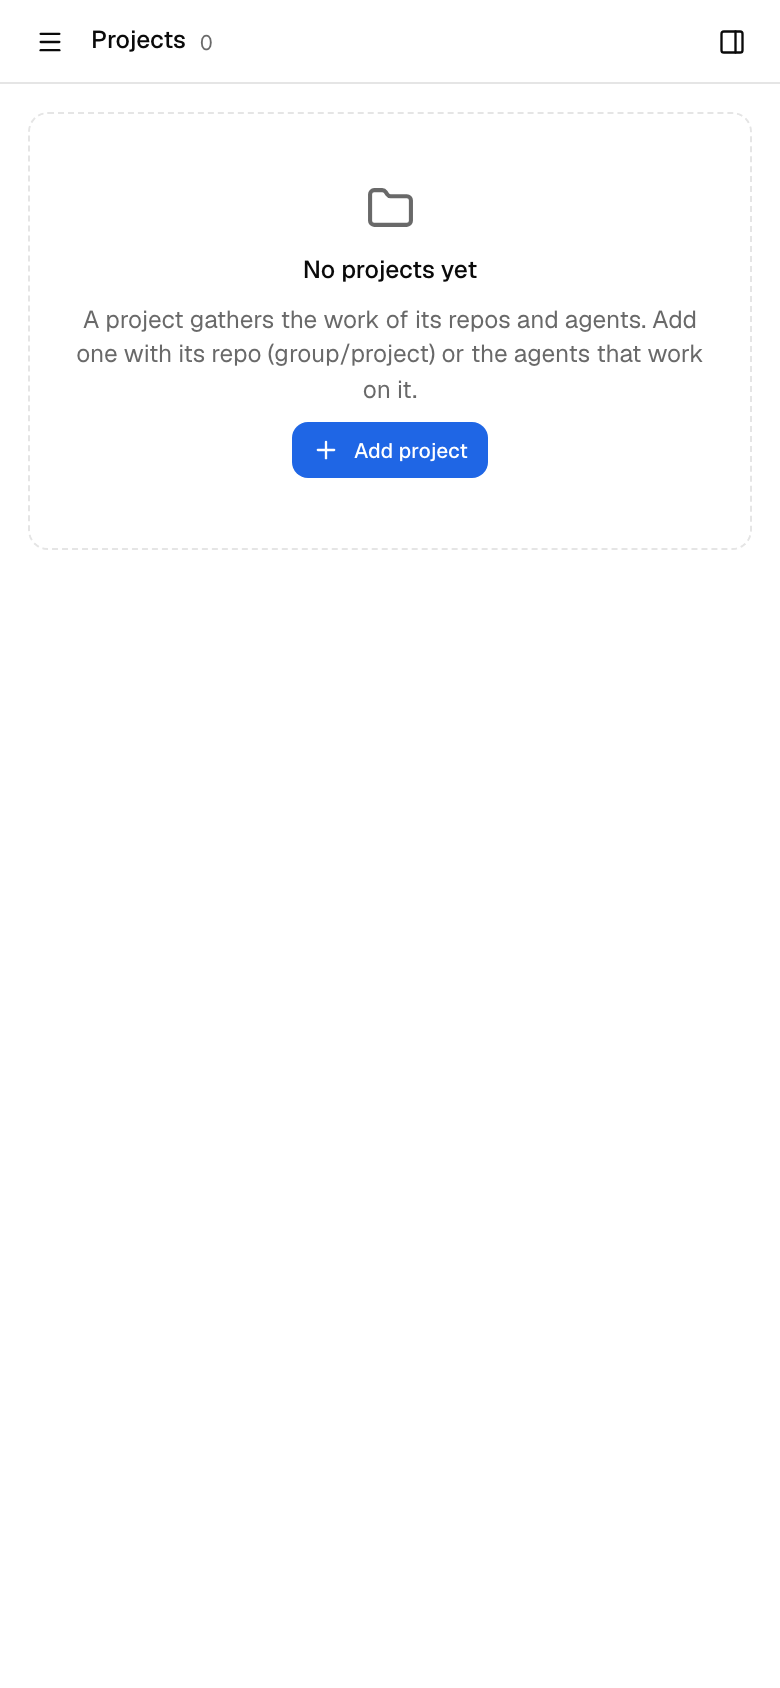 Projects 0
No projects yet
A project gathers the work of its repos and agents. Add
one with its repo (group/project) or the agents that work
on it.
Add project